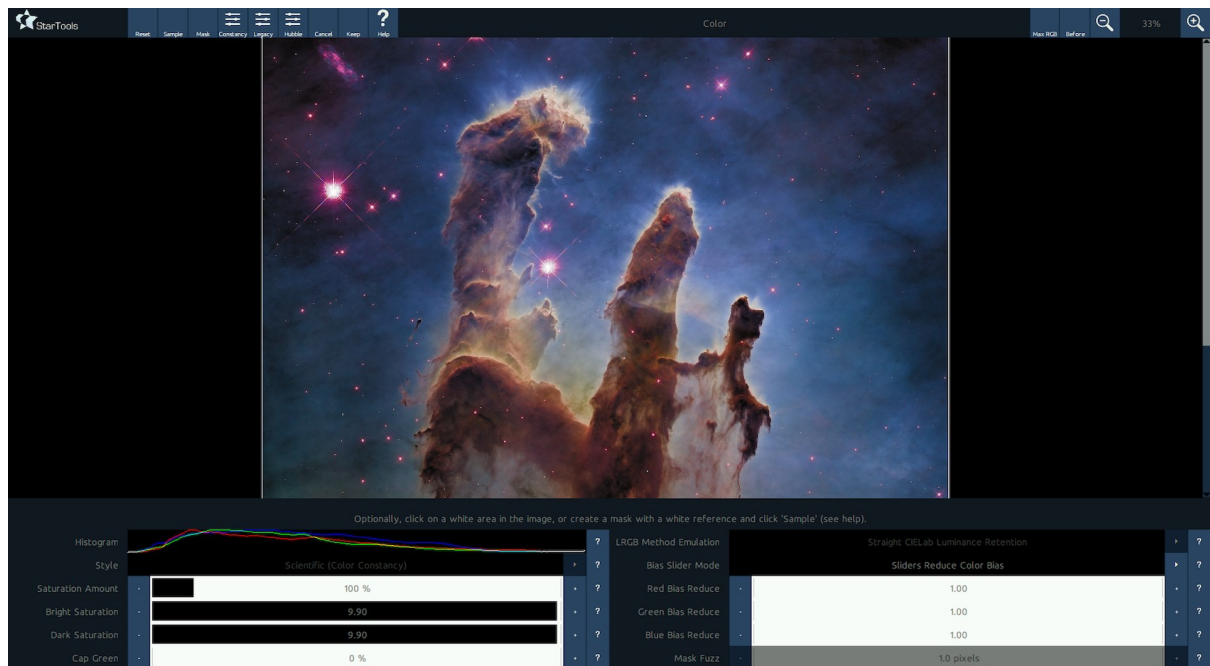 StarTools
Reset Sample Mask Constancy Legacy Hubble Cancel Keep ? Help
Color
Max RGB Before 33%
Optionally, click on a white area in the image, or create a mask with a white reference and click 'Sample' (see help).
Histogram ? LRGB Method Emulation Straight CIELab Luminance Retention ?
Style Scientific (Color Constancy) ? Bias Slider Mode Sliders Reduce Color Bias ?
Saturation Amount - 100 % + ? Red Bias Reduce - 1.00 + ?
Bright Saturation - 9.90 + ? Green Bias Reduce - 1.00 + ?
Dark Saturation - 9.90 + ? Blue Bias Reduce - 1.00 + ?
Cap Green - 0 % + ? Mask Fuzz - 1.0 pixels + ?